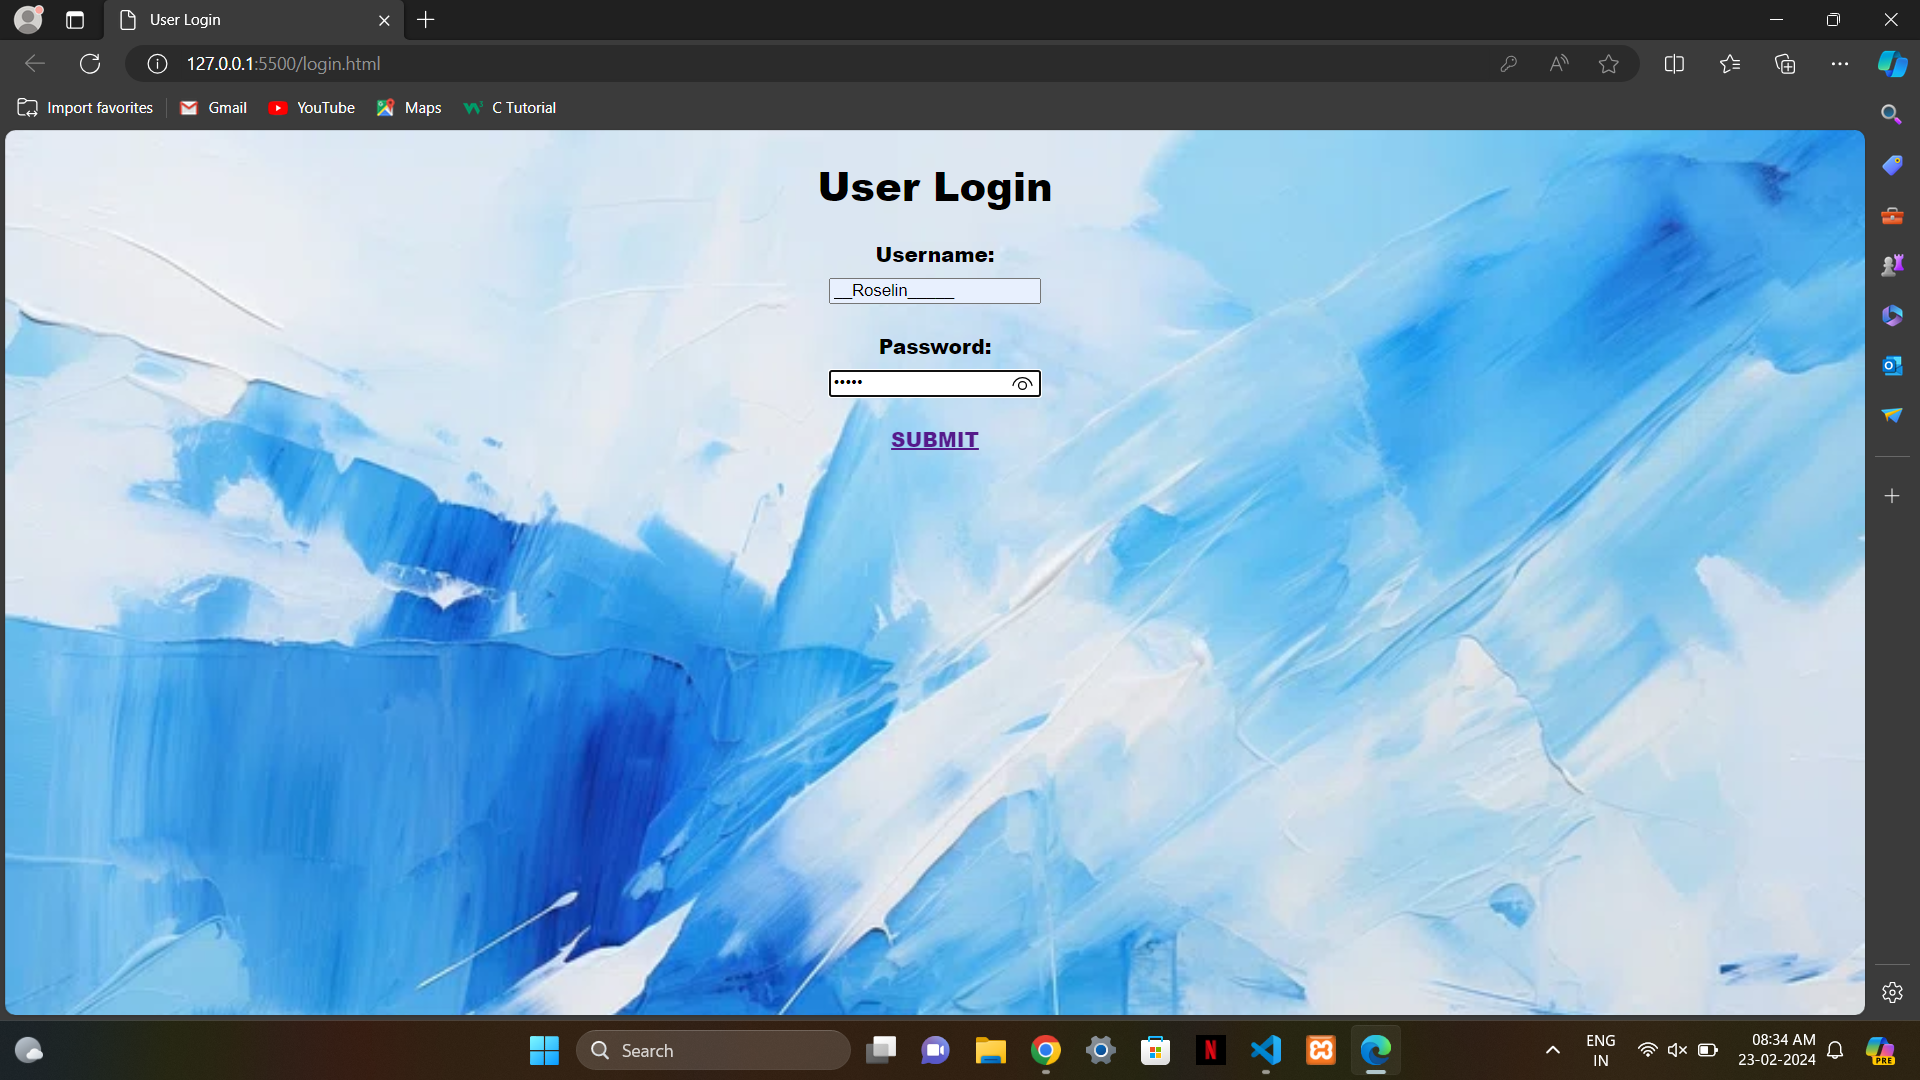 User Login
127.0.0.1:5500/login.html
Import favorites
Gmail
YouTube
Maps
C Tutorial
User Login
Username:
__Roselin_____
Password:
•••••
SUBMIT
Search
ENG
IN
08:34 AM
23-02-2024
PRE